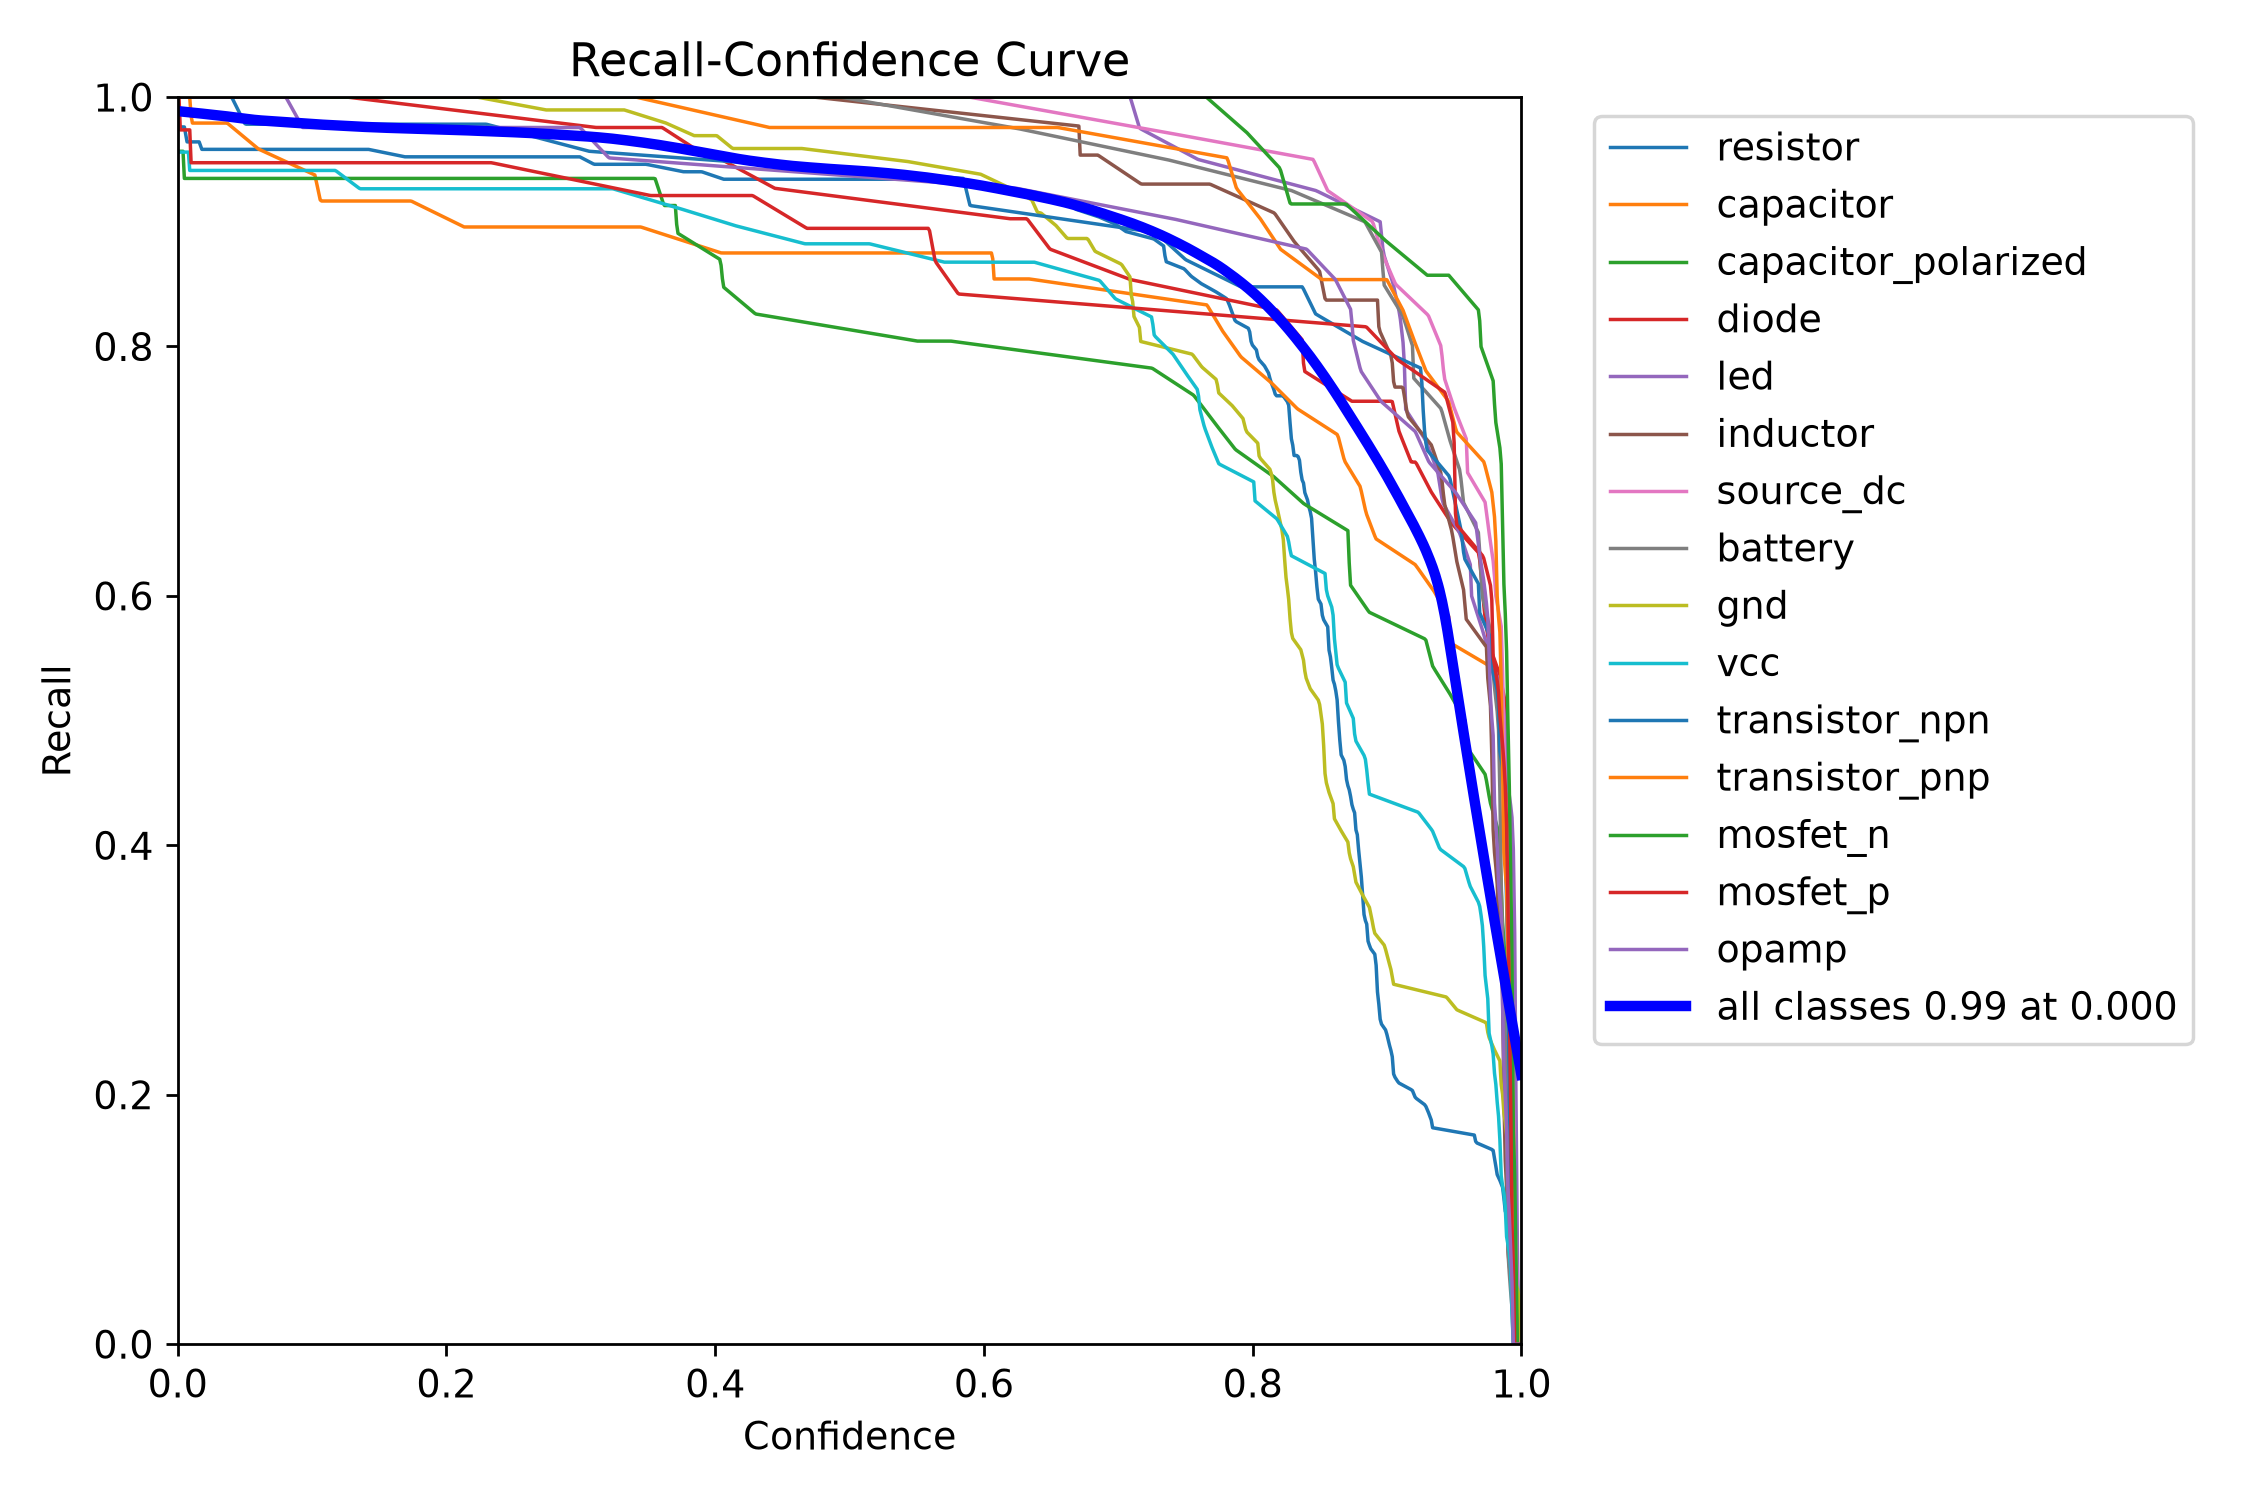 Recall-Confidence Curve
1.0
0.8
0.6
0.4
0.2
0.0
Recall
0.0 0.2 0.4 0.6 0.8 1.0
Confidence
resistor
capacitor
capacitor_polarized
diode
led
inductor
source_dc
battery
gnd
vcc
transistor_npn
transistor_pnp
mosfet_n
mosfet_p
opamp
all classes 0.99 at 0.000